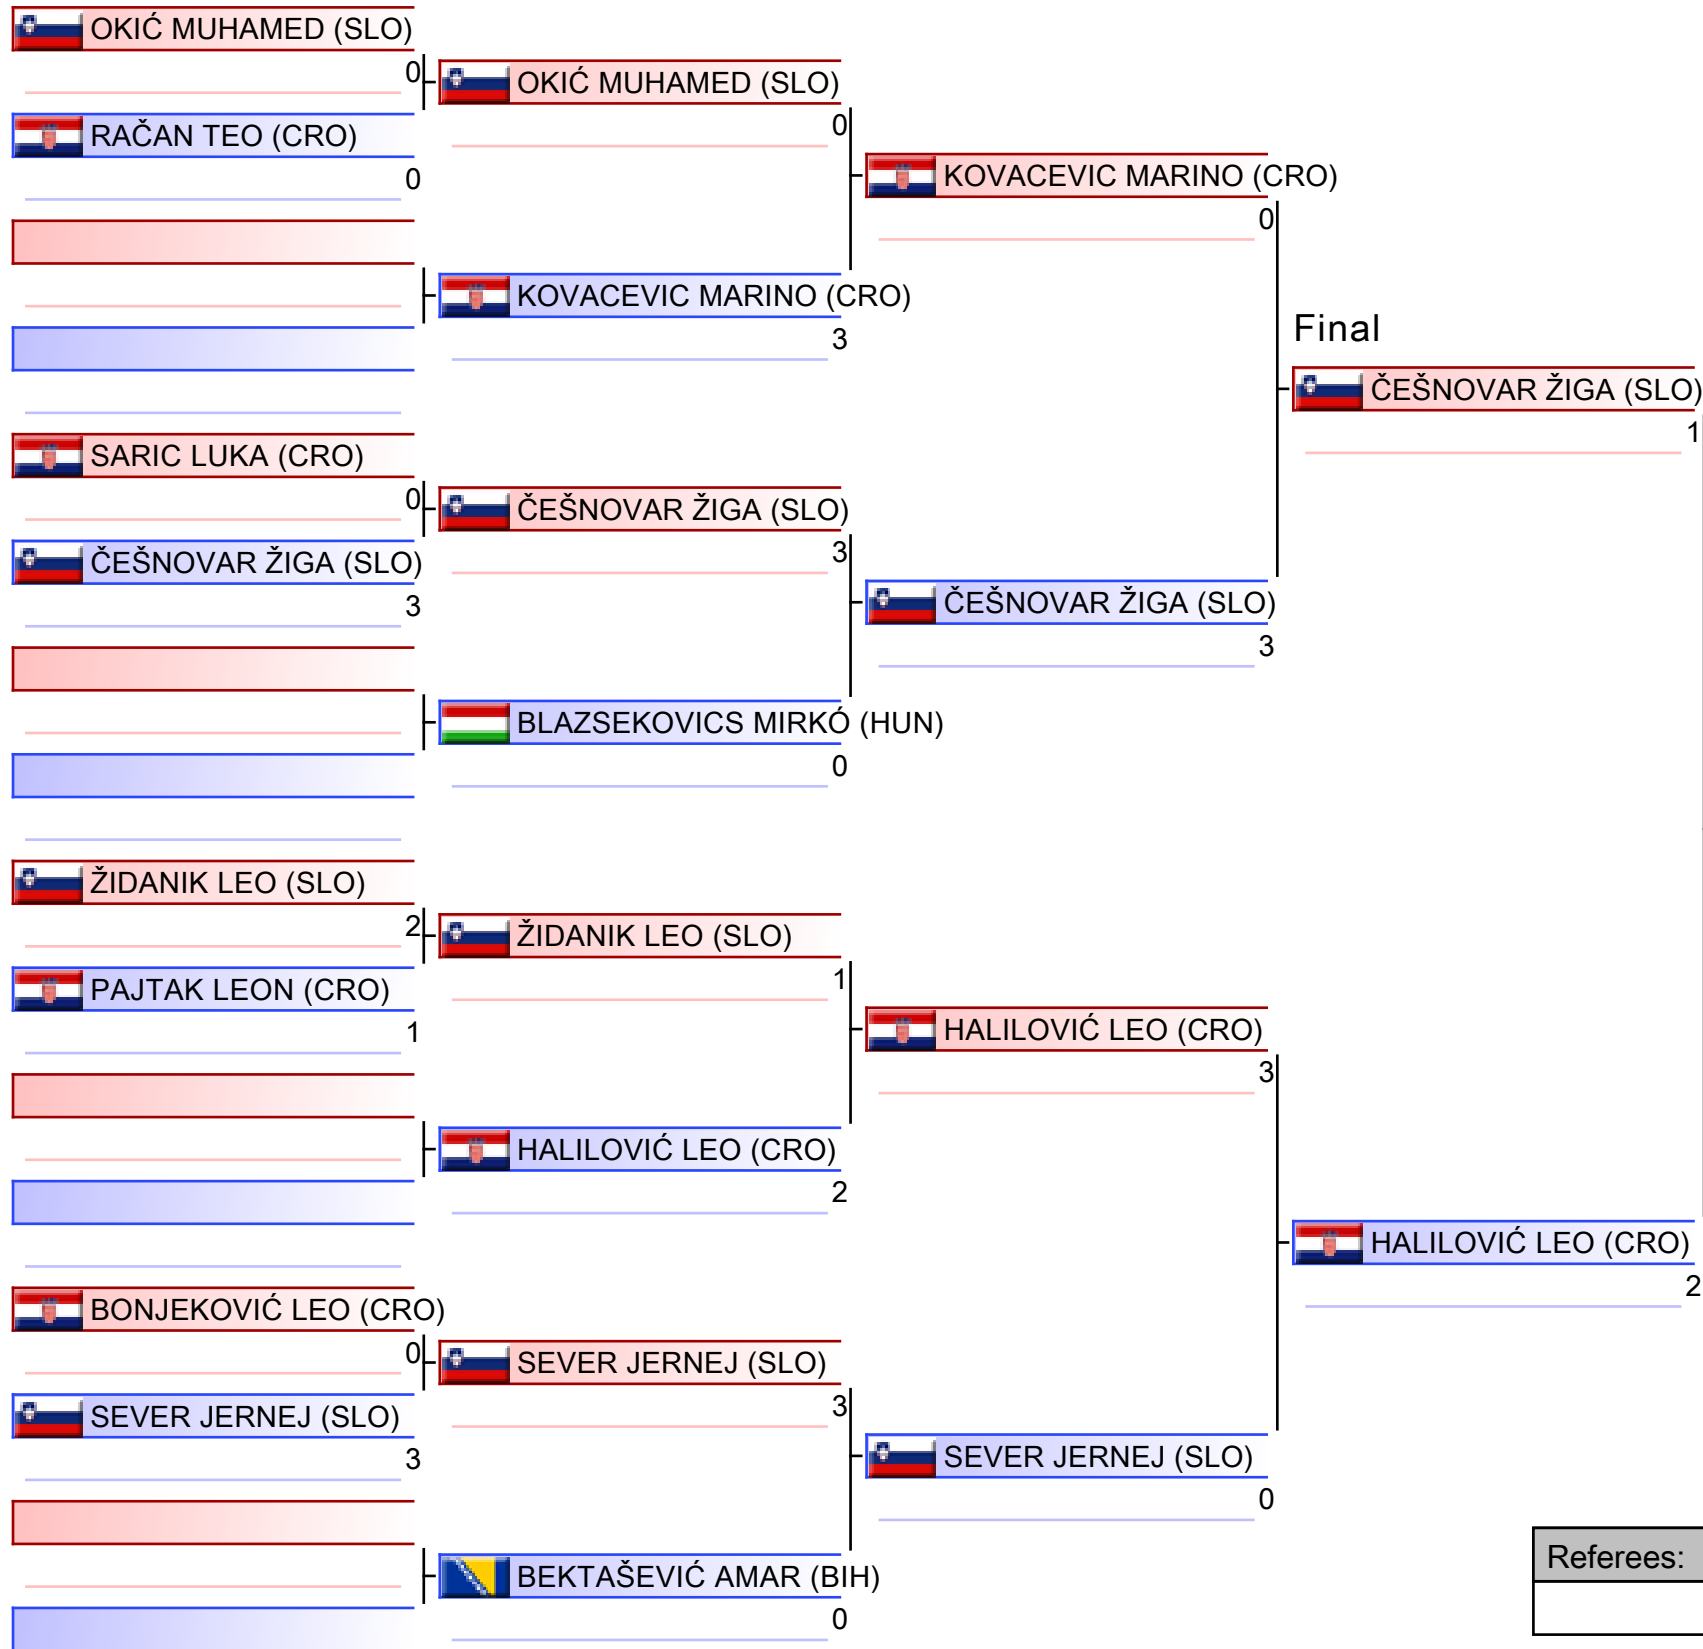 OKIĆ MUHAMED (SLO)
0
RAČAN TEO (CRO)
0
SARIC LUKA (CRO)
0
ČEŠNOVAR ŽIGA (SLO)
3
ŽIDANIK LEO (SLO)
2
PAJTAK LEON (CRO)
1
BONJEKOVIĆ LEO (CRO)
0
SEVER JERNEJ (SLO)
3
OKIĆ MUHAMED (SLO)
0
KOVACEVIC MARINO (CRO)
3
ČEŠNOVAR ŽIGA (SLO)
3
BLAZSEKOVICS MIRKÓ (HUN)
0
ŽIDANIK LEO (SLO)
1
HALILOVIĆ LEO (CRO)
2
SEVER JERNEJ (SLO)
3
BEKTAŠEVIĆ AMAR (BIH)
0
KOVACEVIC MARINO (CRO)
0
ČEŠNOVAR ŽIGA (SLO)
3
HALILOVIĆ LEO (CRO)
3
SEVER JERNEJ (SLO)
0
Final
ČEŠNOVAR ŽIGA (SLO)
1
HALILOVIĆ LEO (CRO)
2
Referees: